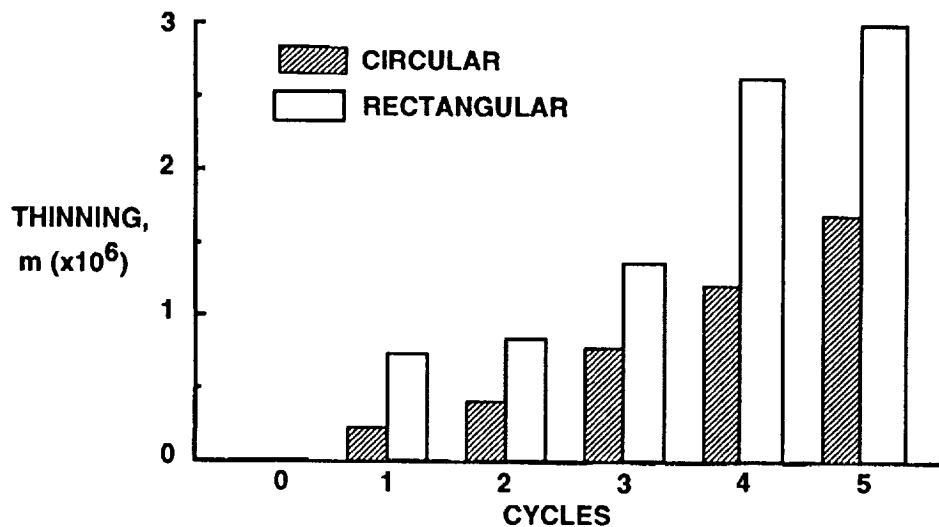 3
CIRCULAR
RECTANGULAR
2
THINNING,
m (x10⁶)
1
0
0 1 2 3 4 5
CYCLES